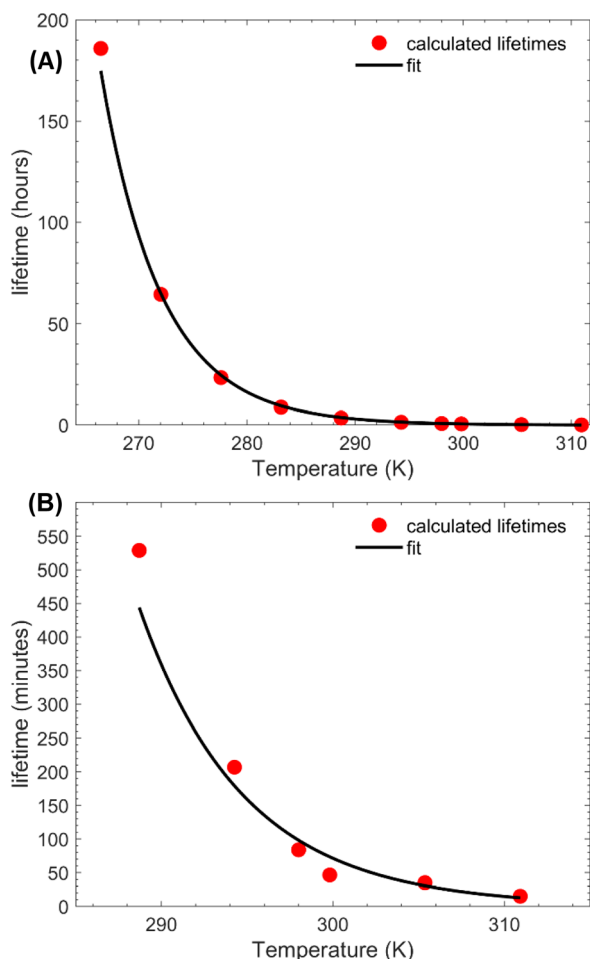 200
(A)
calculated lifetimes
fit
150
100
50
0
lifetime (hours)
270
280
290
300
310
Temperature (K)
(B)
550
calculated lifetimes
500
fit
450
400
350
300
250
200
150
100
50
0
lifetime (minutes)
290
300
310
Temperature (K)